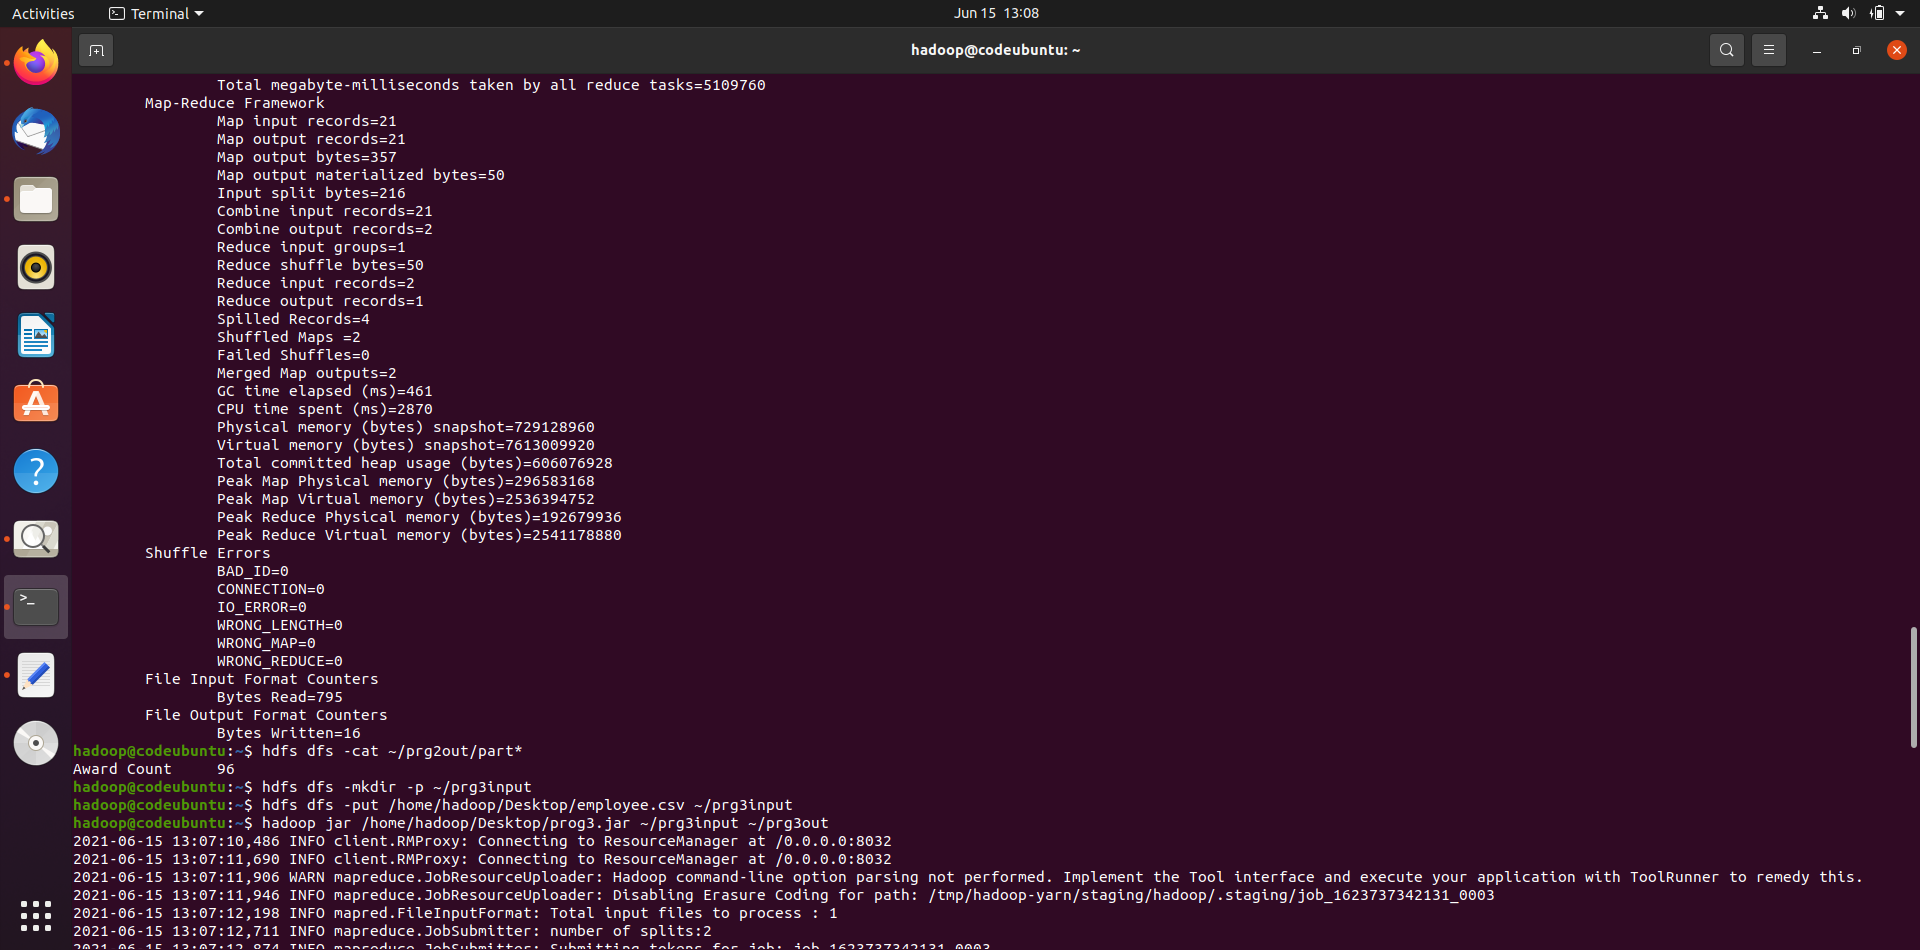 Activities
Terminal
Jun 15 13:08
hadoop@codeubuntu: ~
Total megabyte-milliseconds taken by all reduce tasks=5109760
Map-Reduce Framework
Map input records=21
Map output records=21
Map output bytes=357
Map output materialized bytes=50
Input split bytes=216
Combine input records=21
Combine output records=2
Reduce input groups=1
Reduce shuffle bytes=50
Reduce input records=2
Reduce output records=1
Spilled Records=4
Shuffled Maps =2
Failed Shuffles=0
Merged Map outputs=2
GC time elapsed (ms)=461
CPU time spent (ms)=2870
Physical memory (bytes) snapshot=729128960
Virtual memory (bytes) snapshot=7613009920
Total committed heap usage (bytes)=606076928
Peak Map Physical memory (bytes)=296583168
Peak Map Virtual memory (bytes)=2536394752
Peak Reduce Physical memory (bytes)=192679936
Peak Reduce Virtual memory (bytes)=2541178880
Shuffle Errors
BAD_ID=0
CONNECTION=0
IO_ERROR=0
WRONG_LENGTH=0
WRONG_MAP=0
WRONG_REDUCE=0
File Input Format Counters
Bytes Read=795
File Output Format Counters
Bytes Written=16
hadoop@codeubuntu:~$ hdfs dfs -cat ~/prg2out/part*
Award Count 96
hadoop@codeubuntu:~$ hdfs dfs -mkdir -p ~/prg3input
hadoop@codeubuntu:~$ hdfs dfs -put /home/hadoop/Desktop/employee.csv ~/prg3input
hadoop@codeubuntu:~$ hadoop jar /home/hadoop/Desktop/prog3.jar ~/prg3input ~/prg3out
2021-06-15 13:07:10,486 INFO client.RMProxy: Connecting to ResourceManager at /0.0.0.0:8032
2021-06-15 13:07:11,690 INFO client.RMProxy: Connecting to ResourceManager at /0.0.0.0:8032
2021-06-15 13:07:11,906 WARN mapreduce.JobResourceUploader: Hadoop command-line option parsing not performed. Implement the Tool interface and execute your application with ToolRunner to remedy this.
2021-06-15 13:07:11,946 INFO mapreduce.JobResourceUploader: Disabling Erasure Coding for path: /tmp/hadoop-yarn/staging/hadoop/.staging/job_1623737342131_0003
2021-06-15 13:07:12,198 INFO mapred.FileInputFormat: Total input files to process : 1
2021-06-15 13:07:12,711 INFO mapreduce.JobSubmitter: number of splits:2
2021-06-15 13:07:12,874 INFO mapreduce.JobSubmitter: Submitting tokens for job: job_1623737342131_0003